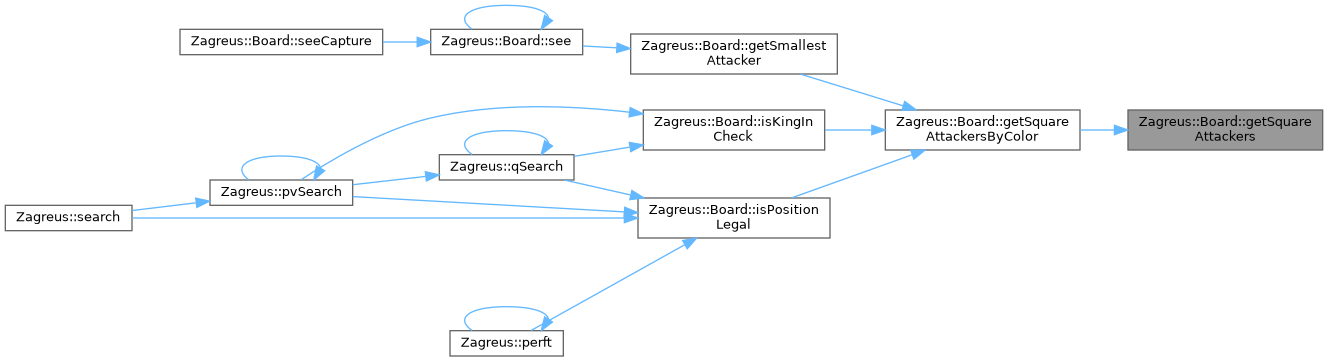 Zagreus::Board::seeCapture
Zagreus::Board::see
Zagreus::Board::getSmallest
Attacker
Zagreus::Board::isKingIn
Check
Zagreus::Board::getSquare
AttackersByColor
Zagreus::Board::getSquare
Attackers
Zagreus::qSearch
Zagreus::pvSearch
Zagreus::search
Zagreus::Board::isPosition
Legal
Zagreus::perft